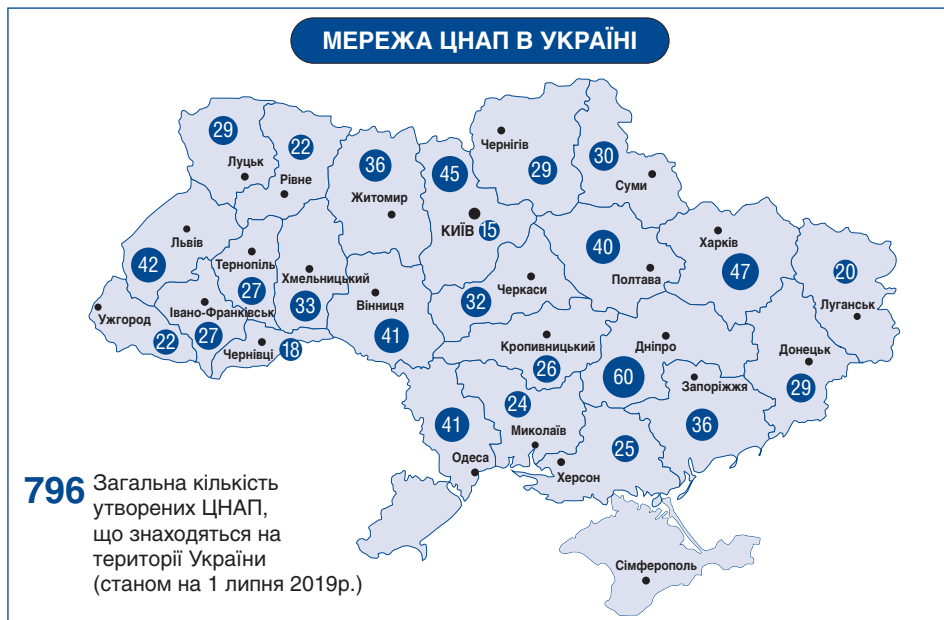 МЕРЕЖА ЦНАП В УКРАЇНІ
29
Луцьк
22
Рівне
36
Житомир
45
КИЇВ 15
Чернігів
29
30
Суми
Львів
42
Тернопіль
27
Хмельницький
33
Вінниця
41
32
Черкаси
40
Полтава
Харків
47
20
Луганськ
Ужгород
22
Івано-Франківськ
27
Чернівці
18
Кропивницький
26
Дніпро
60
Запоріжжя
36
Донецьк
29
41
Одеса
24
Миколаїв
25
Херсон
Сімферополь
796 Загальна кількість
утворених ЦНАП,
що знаходяться на
території України
(станом на 1 липня 2019р.)